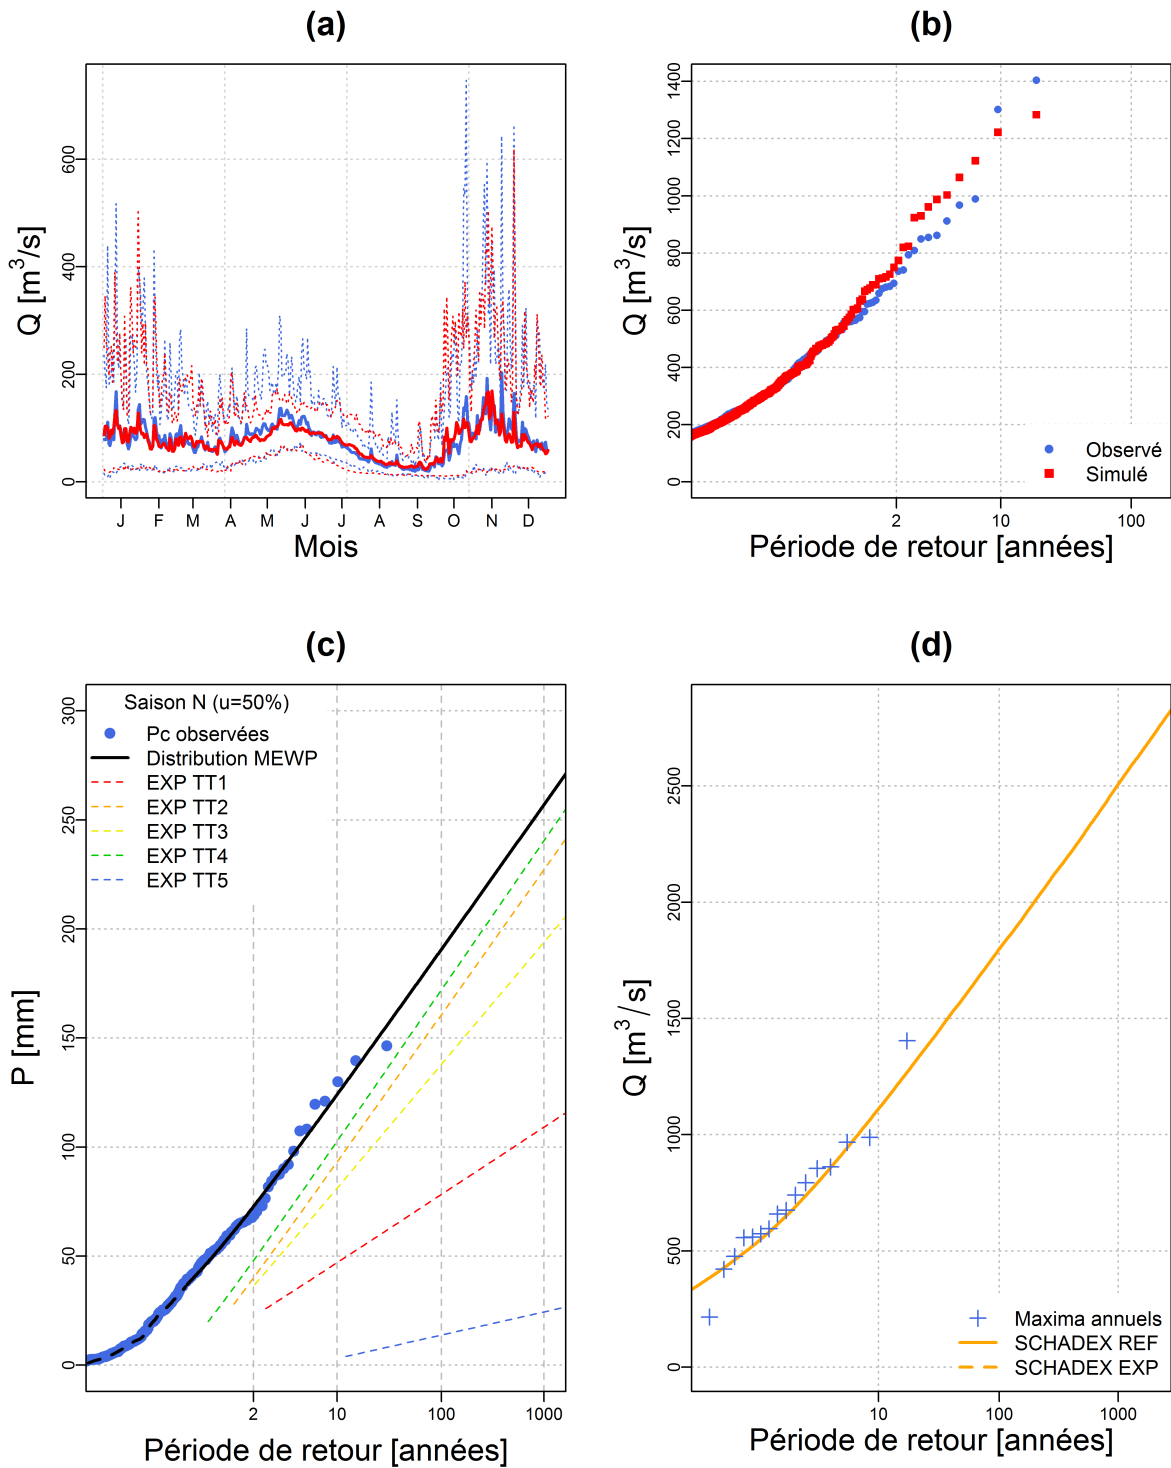 (a)
Q [m³/s]
600
400
200
0
J F M A M J J A S O N D
Mois
(b)
Q [m³/s]
1400
1200
1000
800
600
400
200
0
Observé
Simulé
2 10 100
Période de retour [années]
(c)
P [mm]
300
250
200
150
100
50
0
Saison N (u=50%)
Pc observées
Distribution MEWP
EXP TT1
EXP TT2
EXP TT3
EXP TT4
EXP TT5
2 10 100 1000
Période de retour [années]
(d)
Q [m³/s]
2500
2000
1500
1000
500
0
Maxima annuels
SCHADEX REF
SCHADEX EXP
10 100 1000
Période de retour [années]